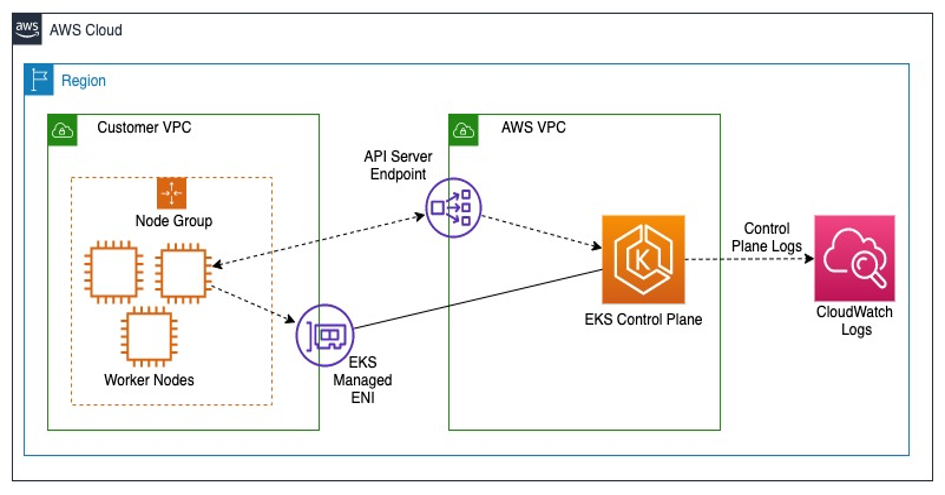 aws
AWS Cloud
Region
Customer VPC
AWS VPC
API Server
Endpoint
Node Group
Control
Plane Logs
K
EKS Control Plane
CloudWatch
Logs
EKS
Managed
ENI
Worker Nodes